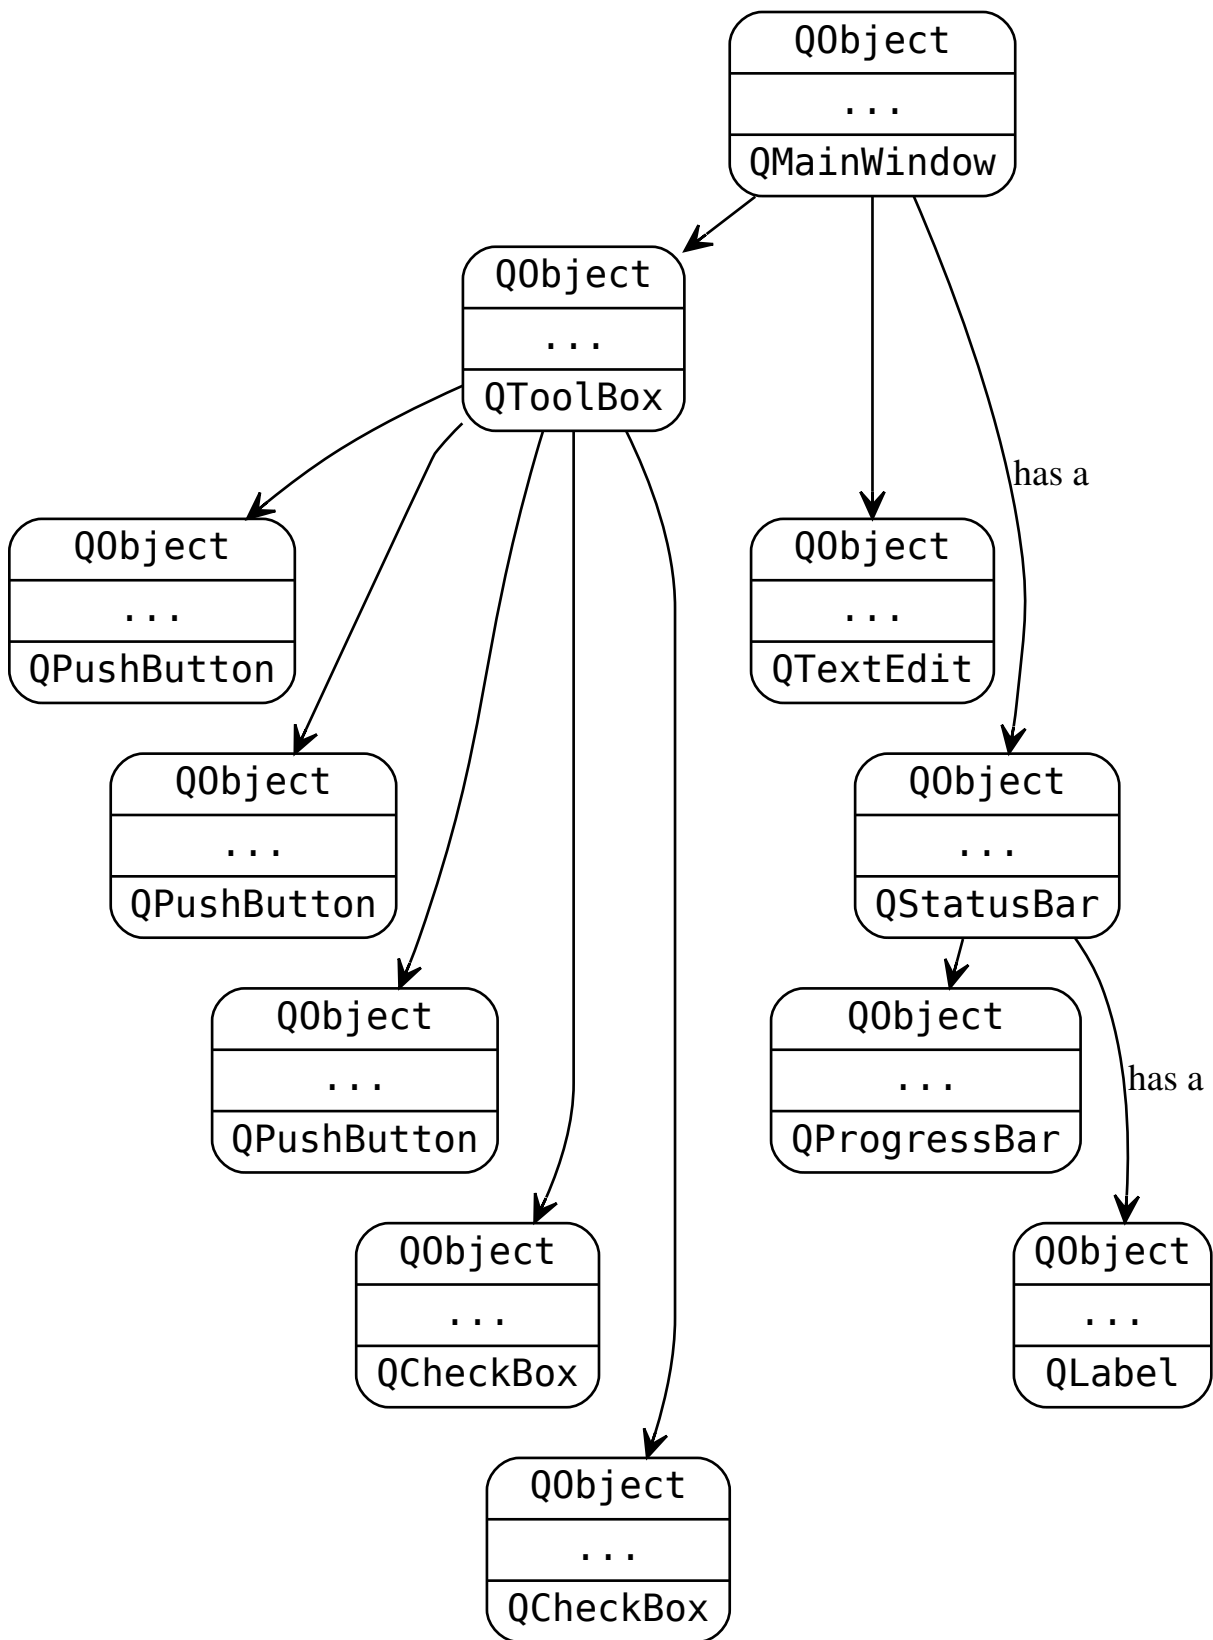 QObject
...
QMainWindow
QObject
...
QToolBox
has a
QObject
...
QPushButton
QObject
...
QTextEdit
QObject
...
QPushButton
QObject
...
QStatusBar
QObject
...
QPushButton
QObject
...
QProgressBar
has a
QObject
...
QCheckBox
QObject
...
QLabel
QObject
...
QCheckBox